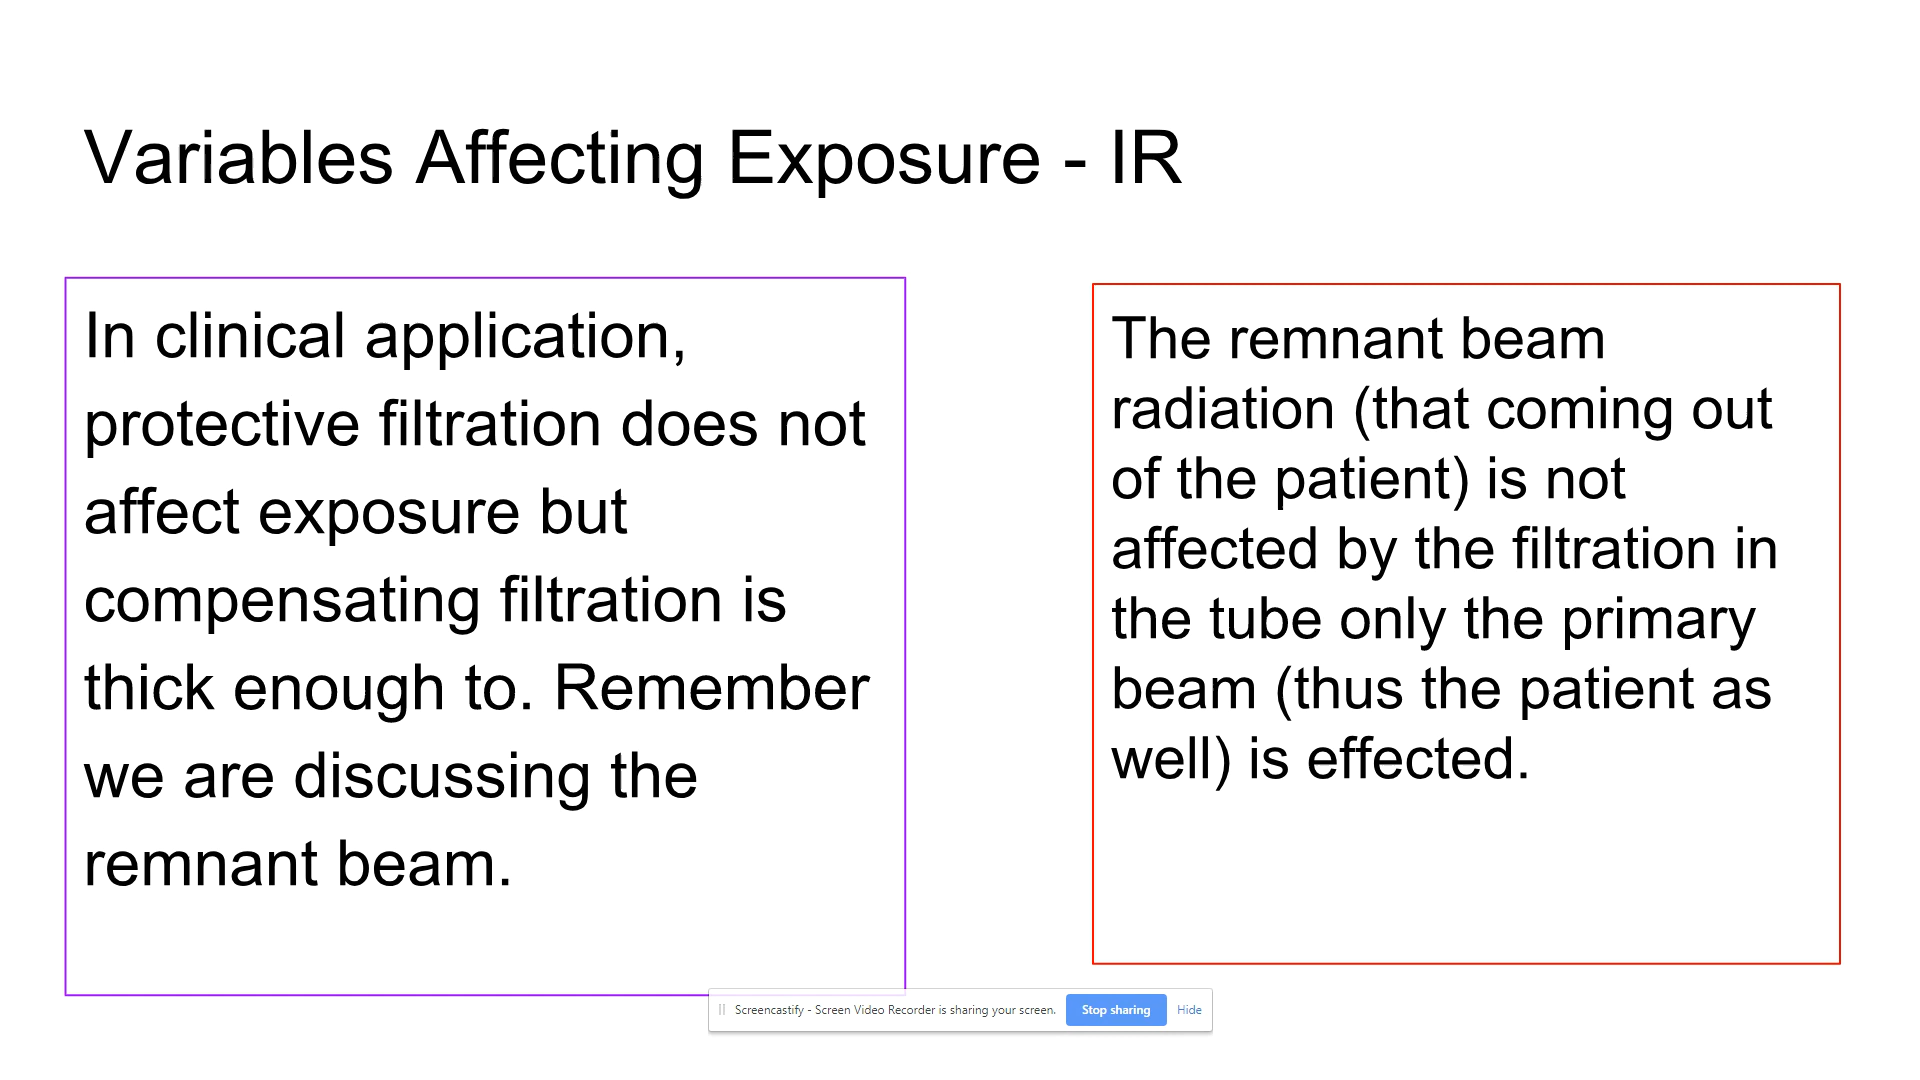 Variables Affecting Exposure - IR
In clinical application,
protective filtration does not
affect exposure but
compensating filtration is
thick enough to. Remember
we are discussing the
remnant beam.
The remnant beam
radiation (that coming out
of the patient) is not
affected by the filtration in
the tube only the primary
beam (thus the patient as
well) is effected.
Screencastify - Screen Video Recorder is sharing your screen. Stop sharing Hide